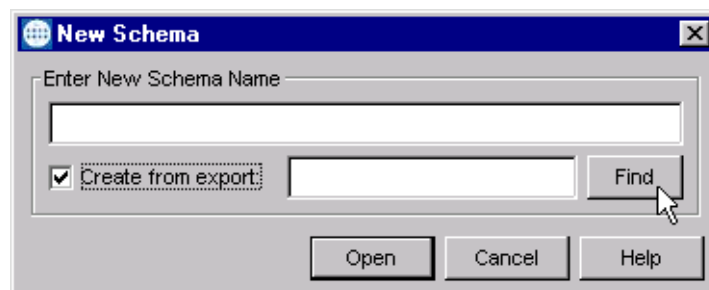 New Schema
Enter New Schema Name
Create from export: Find
Open Cancel Help